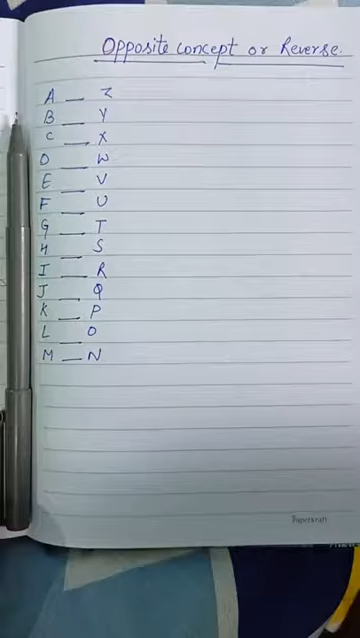 Opposite concept or Reverse.
A — Z
B — Y
C — X
D — W
E — V
F — U
G — T
H — S
I — R
J — Q
K — P
L — O
M — N